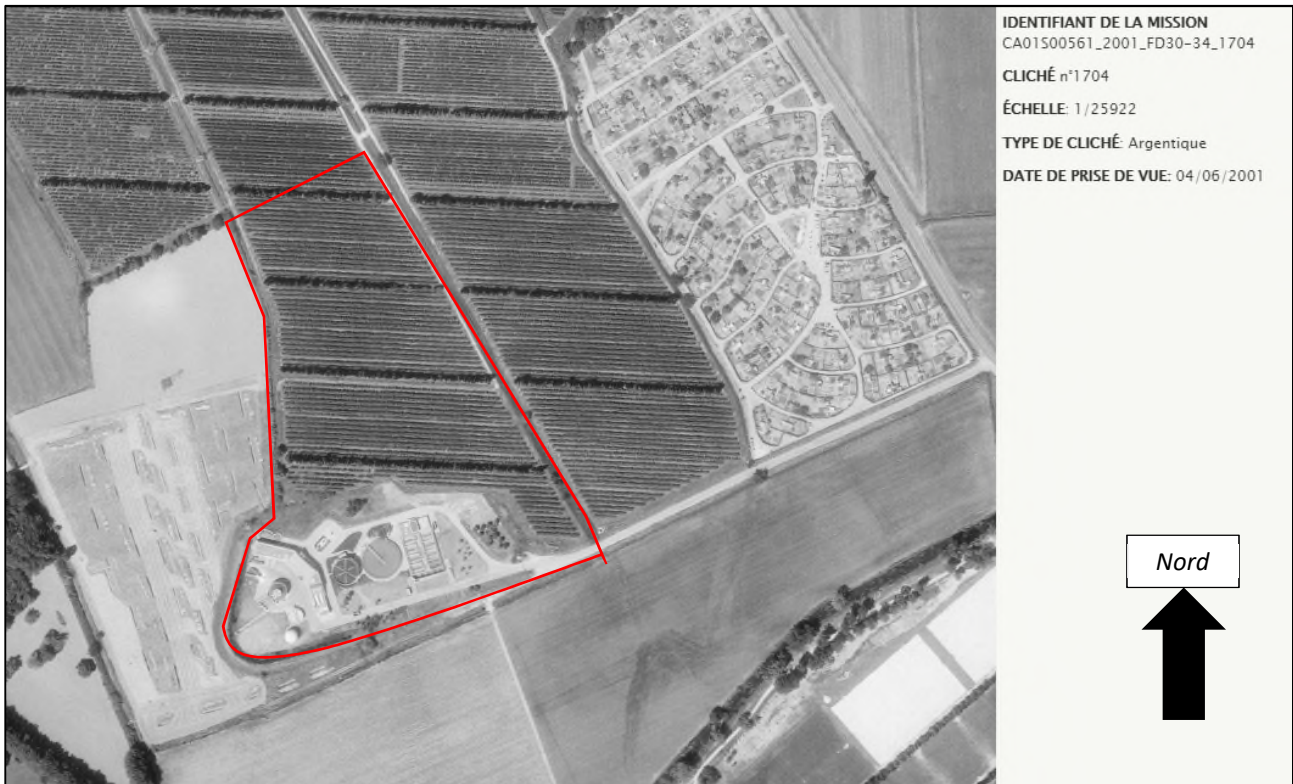 IDENTIFIANT DE LA MISSION
CA01S00561_2001_FD30-34_1704
CLICHÉ n°1704
ÉCHELLE: 1/25922
TYPE DE CLICHÉ: Argentique
DATE DE PRISE DE VUE: 04/06/2001
Nord